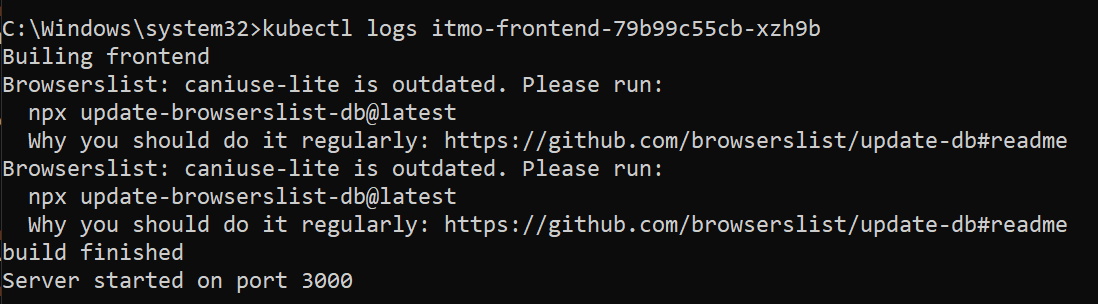 C:\Windows\system32>kubectl logs itmo-frontend-79b99c55cb-xzh9b
Builing frontend
Browserslist: caniuse-lite is outdated. Please run:
  npx update-browserslist-db@latest
  Why you should do it regularly: https://github.com/browserslist/update-db#readme
Browserslist: caniuse-lite is outdated. Please run:
  npx update-browserslist-db@latest
  Why you should do it regularly: https://github.com/browserslist/update-db#readme
build finished
Server started on port 3000